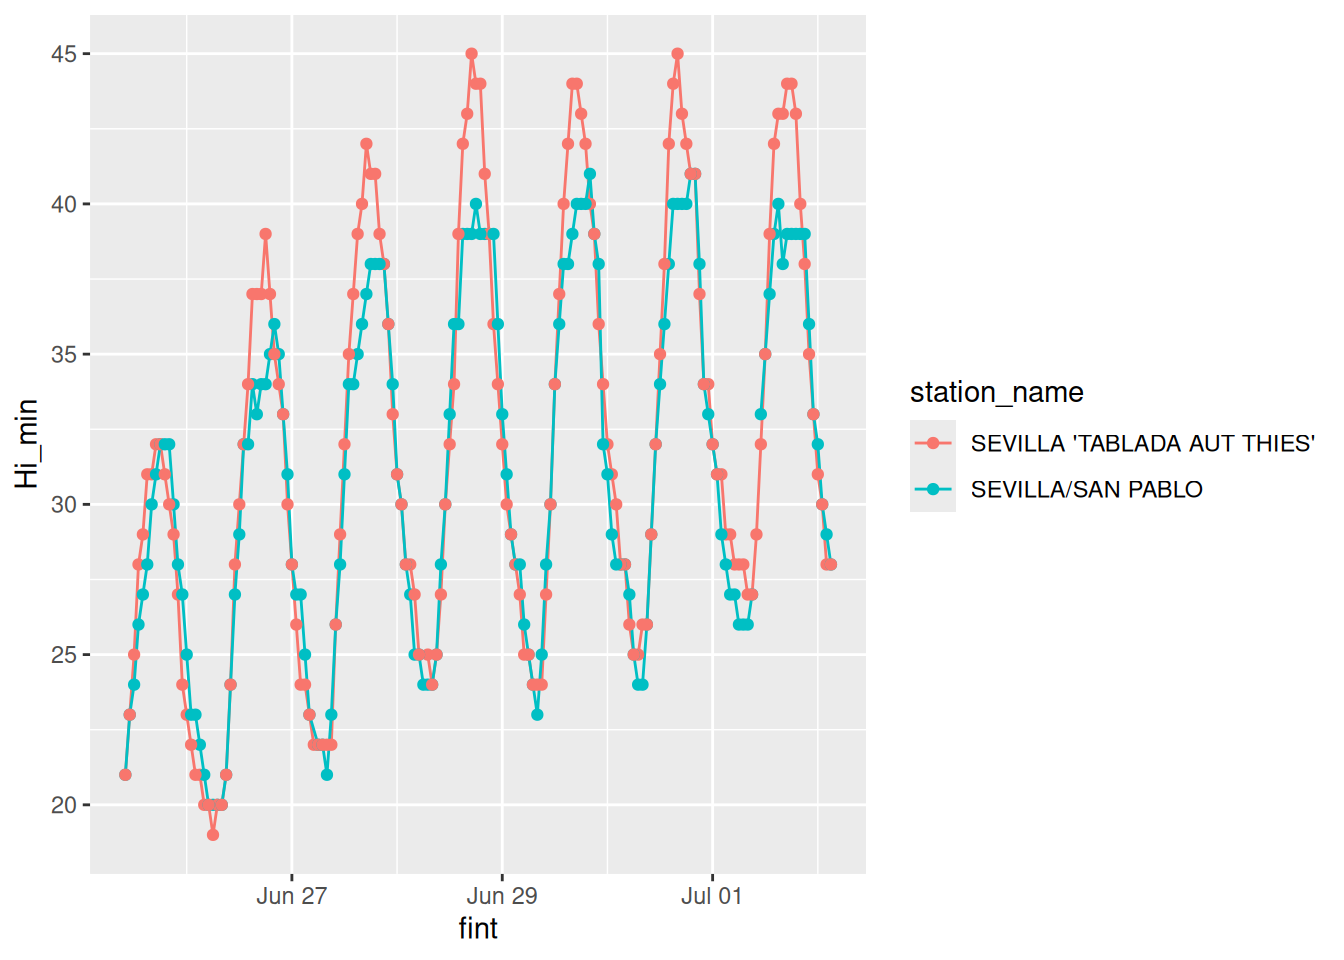 45
40
35
30
25
20
Hi_min
Jun 27
Jun 29
Jul 01
fint
station_name
SEVILLA 'TABLADA AUT THIES'
SEVILLA/SAN PABLO